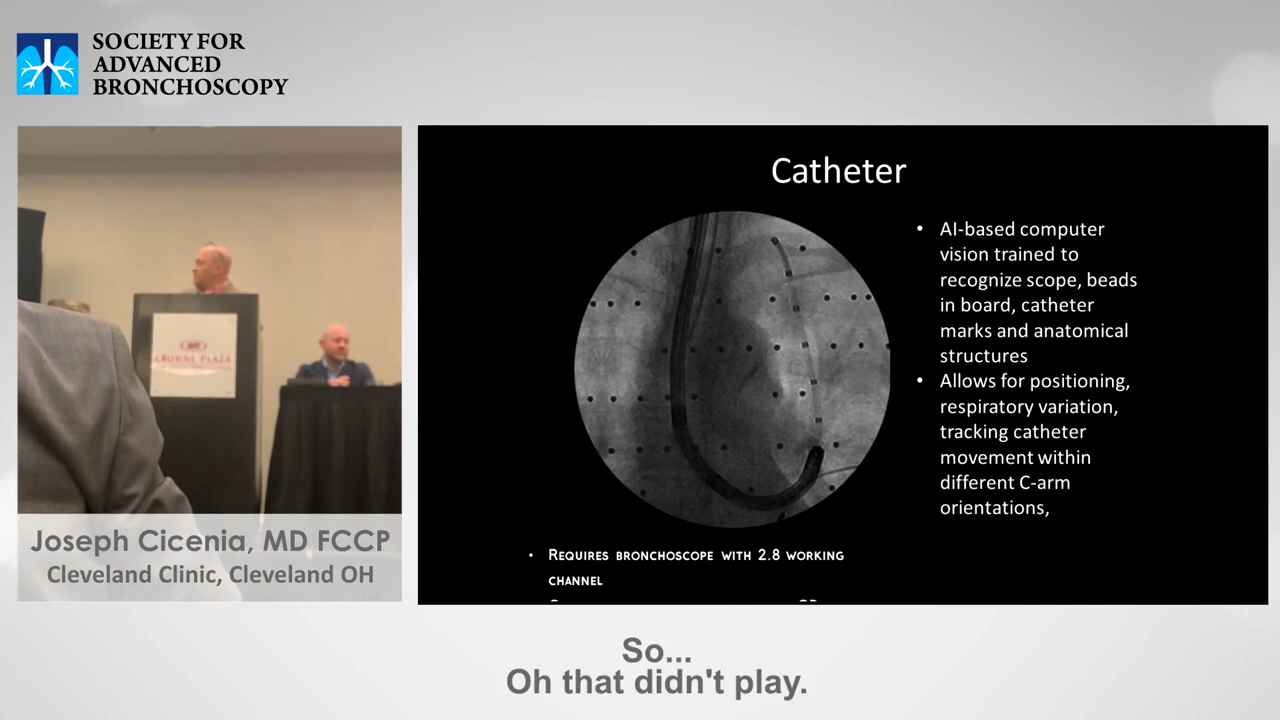 SOCIETY FOR
ADVANCED
BRONCHOSCOPY
CROWNE PLAZA
Joseph Cicenia, MD FCCP
Cleveland Clinic, Cleveland OH
Catheter
• AI-based computer
vision trained to
recognize scope, beads
in board, catheter
marks and anatomical
structures
• Allows for positioning,
respiratory variation,
tracking catheter
movement within
different C-arm
orientations,
• REQUIRES BRONCHOSCOPE WITH 2.8 WORKING
CHANNEL
So...
Oh that didn't play.